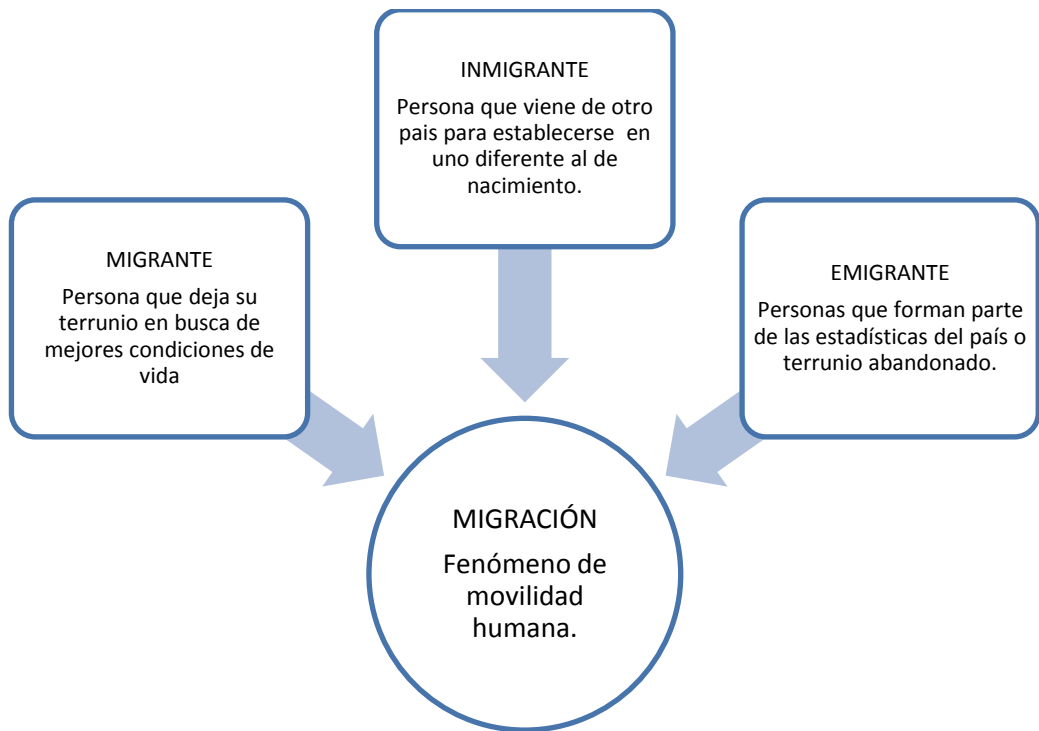 INMIGRANTE
Persona que viene de otro
pais para establecerse en
uno diferente al de
nacimiento.
MIGRANTE
Persona que deja su
terrunio en busca de
mejores condiciones de
vida
EMIGRANTE
Personas que forman parte
de las estadísticas del país o
terrunio abandonado.
MIGRACIÓN
Fenómeno de
movilidad
humana.